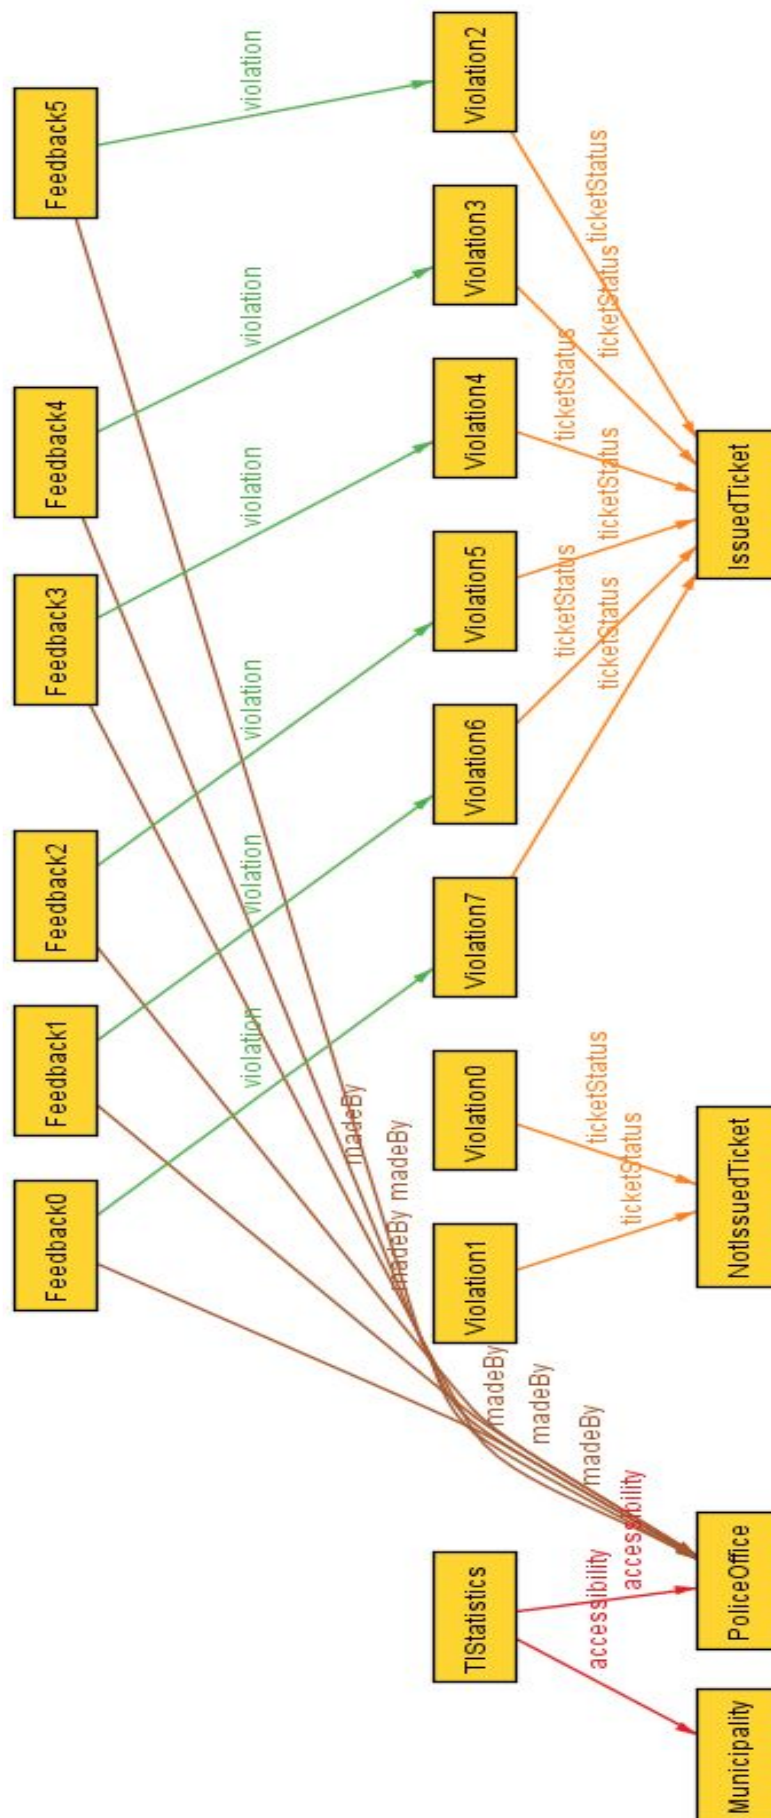 Feedback0
Feedback1
Feedback2
Feedback3
Feedback4
Feedback5
violation
violation
violation
violation
violation
violation
madeBy
madeBy
madeBy
madeBy
madeBy
madeBy
TIStatistics
Violation1
Violation0
Violation7
Violation6
Violation5
Violation4
Violation3
Violation2
accessibility
accessibility
ticketStatus
ticketStatus
ticketStatus
ticketStatus
ticketStatus
ticketStatus
ticketStatus
ticketStatus
Municipality
PoliceOffice
NotIssuedTicket
IssuedTicket